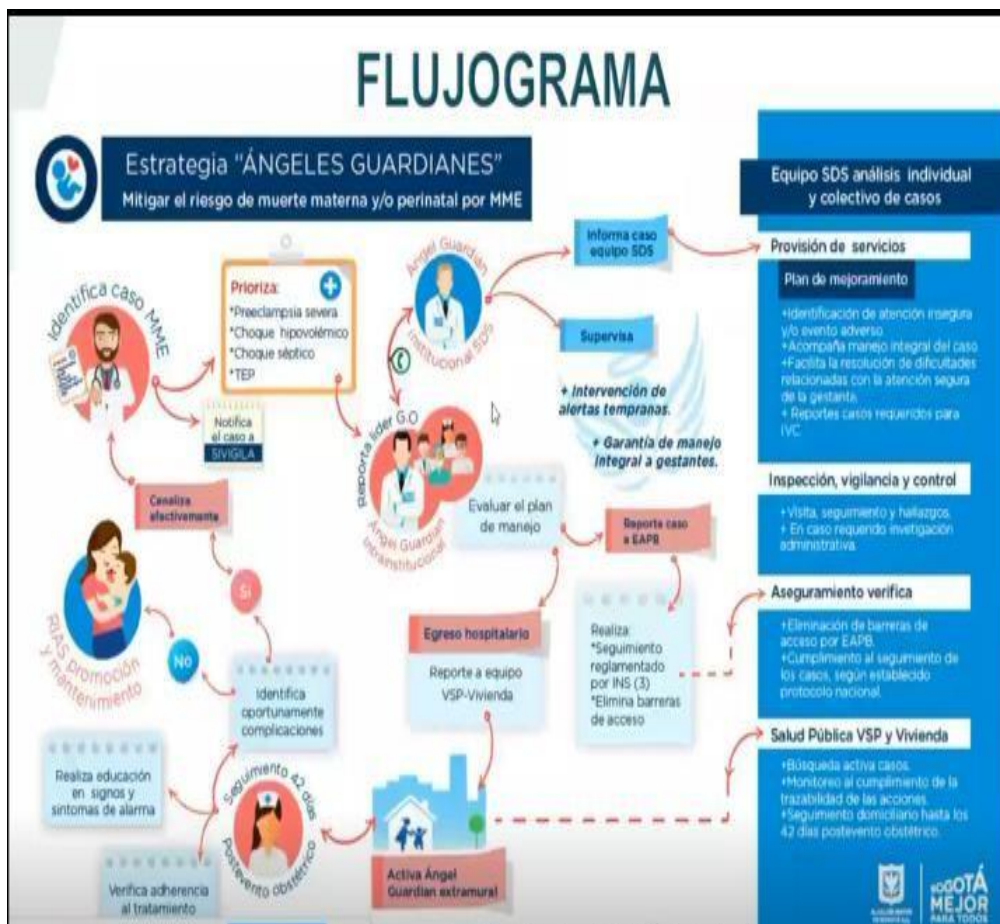 FLUJOGRAMA
Estrategia "ÁNGELES GUARDIANES"
Mitigar el riesgo de muerte materna y/o perinatal por MME
Identifica caso MME
Prioriza:
*Preeclampsia severa
*Choque hipovolémico
*Choque séptico
*TEP
Notifica
el caso a
SIVIGILA
Ángel Guardian
Institucional SDS
Informa caso
equipo SDS
Supervisa
+ Intervención de
alertas tempranas.
+ Garantía de manejo
integral a gestantes.
Reporta líder G.O
Ángel Guardian
Intrainstitucional
Evaluar el plan
de manejo
Reporte caso
a EAPB
Realiza:
*Seguimiento
reglamentado
por INS (3)
*Elimina barreras
de acceso
Egreso hospitalario
Reporte a equipo
VSP-Vivienda
Activa Ángel
Guardian extramural
Seguimiento 42 días
Postevento obstétrico
Verifica adherencia
al tratamiento
Realiza educación
en signos y
síntomas de alarma
Identifica
oportunamente
complicaciones
No
Si
Canaliza
efectivamente
RIAS promoción
y mantenimiento
Equipo SDS análisis individual
y colectivo de casos
Provisión de servicios
Plan de mejoramiento
+Identificación de atención insegura
y/o evento adverso.
+Acompaña manejo integral del caso
+Facilita la resolución de dificultades
relacionadas con la atención segura
de la gestante.
+ Reportes casos requeridos para
IVC.
Inspección, vigilancia y control
+Visita, seguimiento y hallazgos.
+ En caso requerido investigación
administrativa.
Aseguramiento verifica
+Eliminación de barreras de
acceso por EAPB.
+Cumplimiento al seguimiento de
los casos, según establecido
protocolo nacional.
Salud Pública VSP y Vivienda
+Búsqueda activa casos.
+Monitoreo al cumplimiento de la
trazabilidad de las acciones.
+Seguimiento domiciliario hasta los
42 días postevento obstétrico.
BOGOTÁ
MEJOR
PARA TODOS